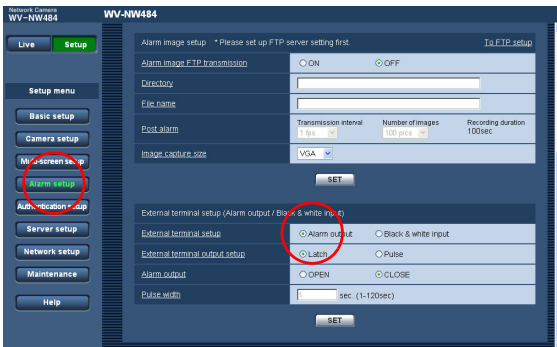 Network Camera
WV-NW484
WV-NW484
Live Setup
Setup menu
Basic setup
Camera setup
Multi-screen setup
Alarm setup
Authentication setup
Server setup
Network setup
Maintenance
Help
Alarm image setup * Please set up FTP server setting first. To FTP setup
Alarm image FTP transmission ON OFF
Directory
File name
Post alarm
Transmission interval Number of images Recording duration
1 fps 100 pics 100sec
Image capture size VGA
SET
External terminal setup (Alarm output / Black & white input)
External terminal setup Alarm output Black & white input
External terminal output setup Latch Pulse
Alarm output OPEN CLOSE
Pulse width 1 sec. (1-120sec)
SET